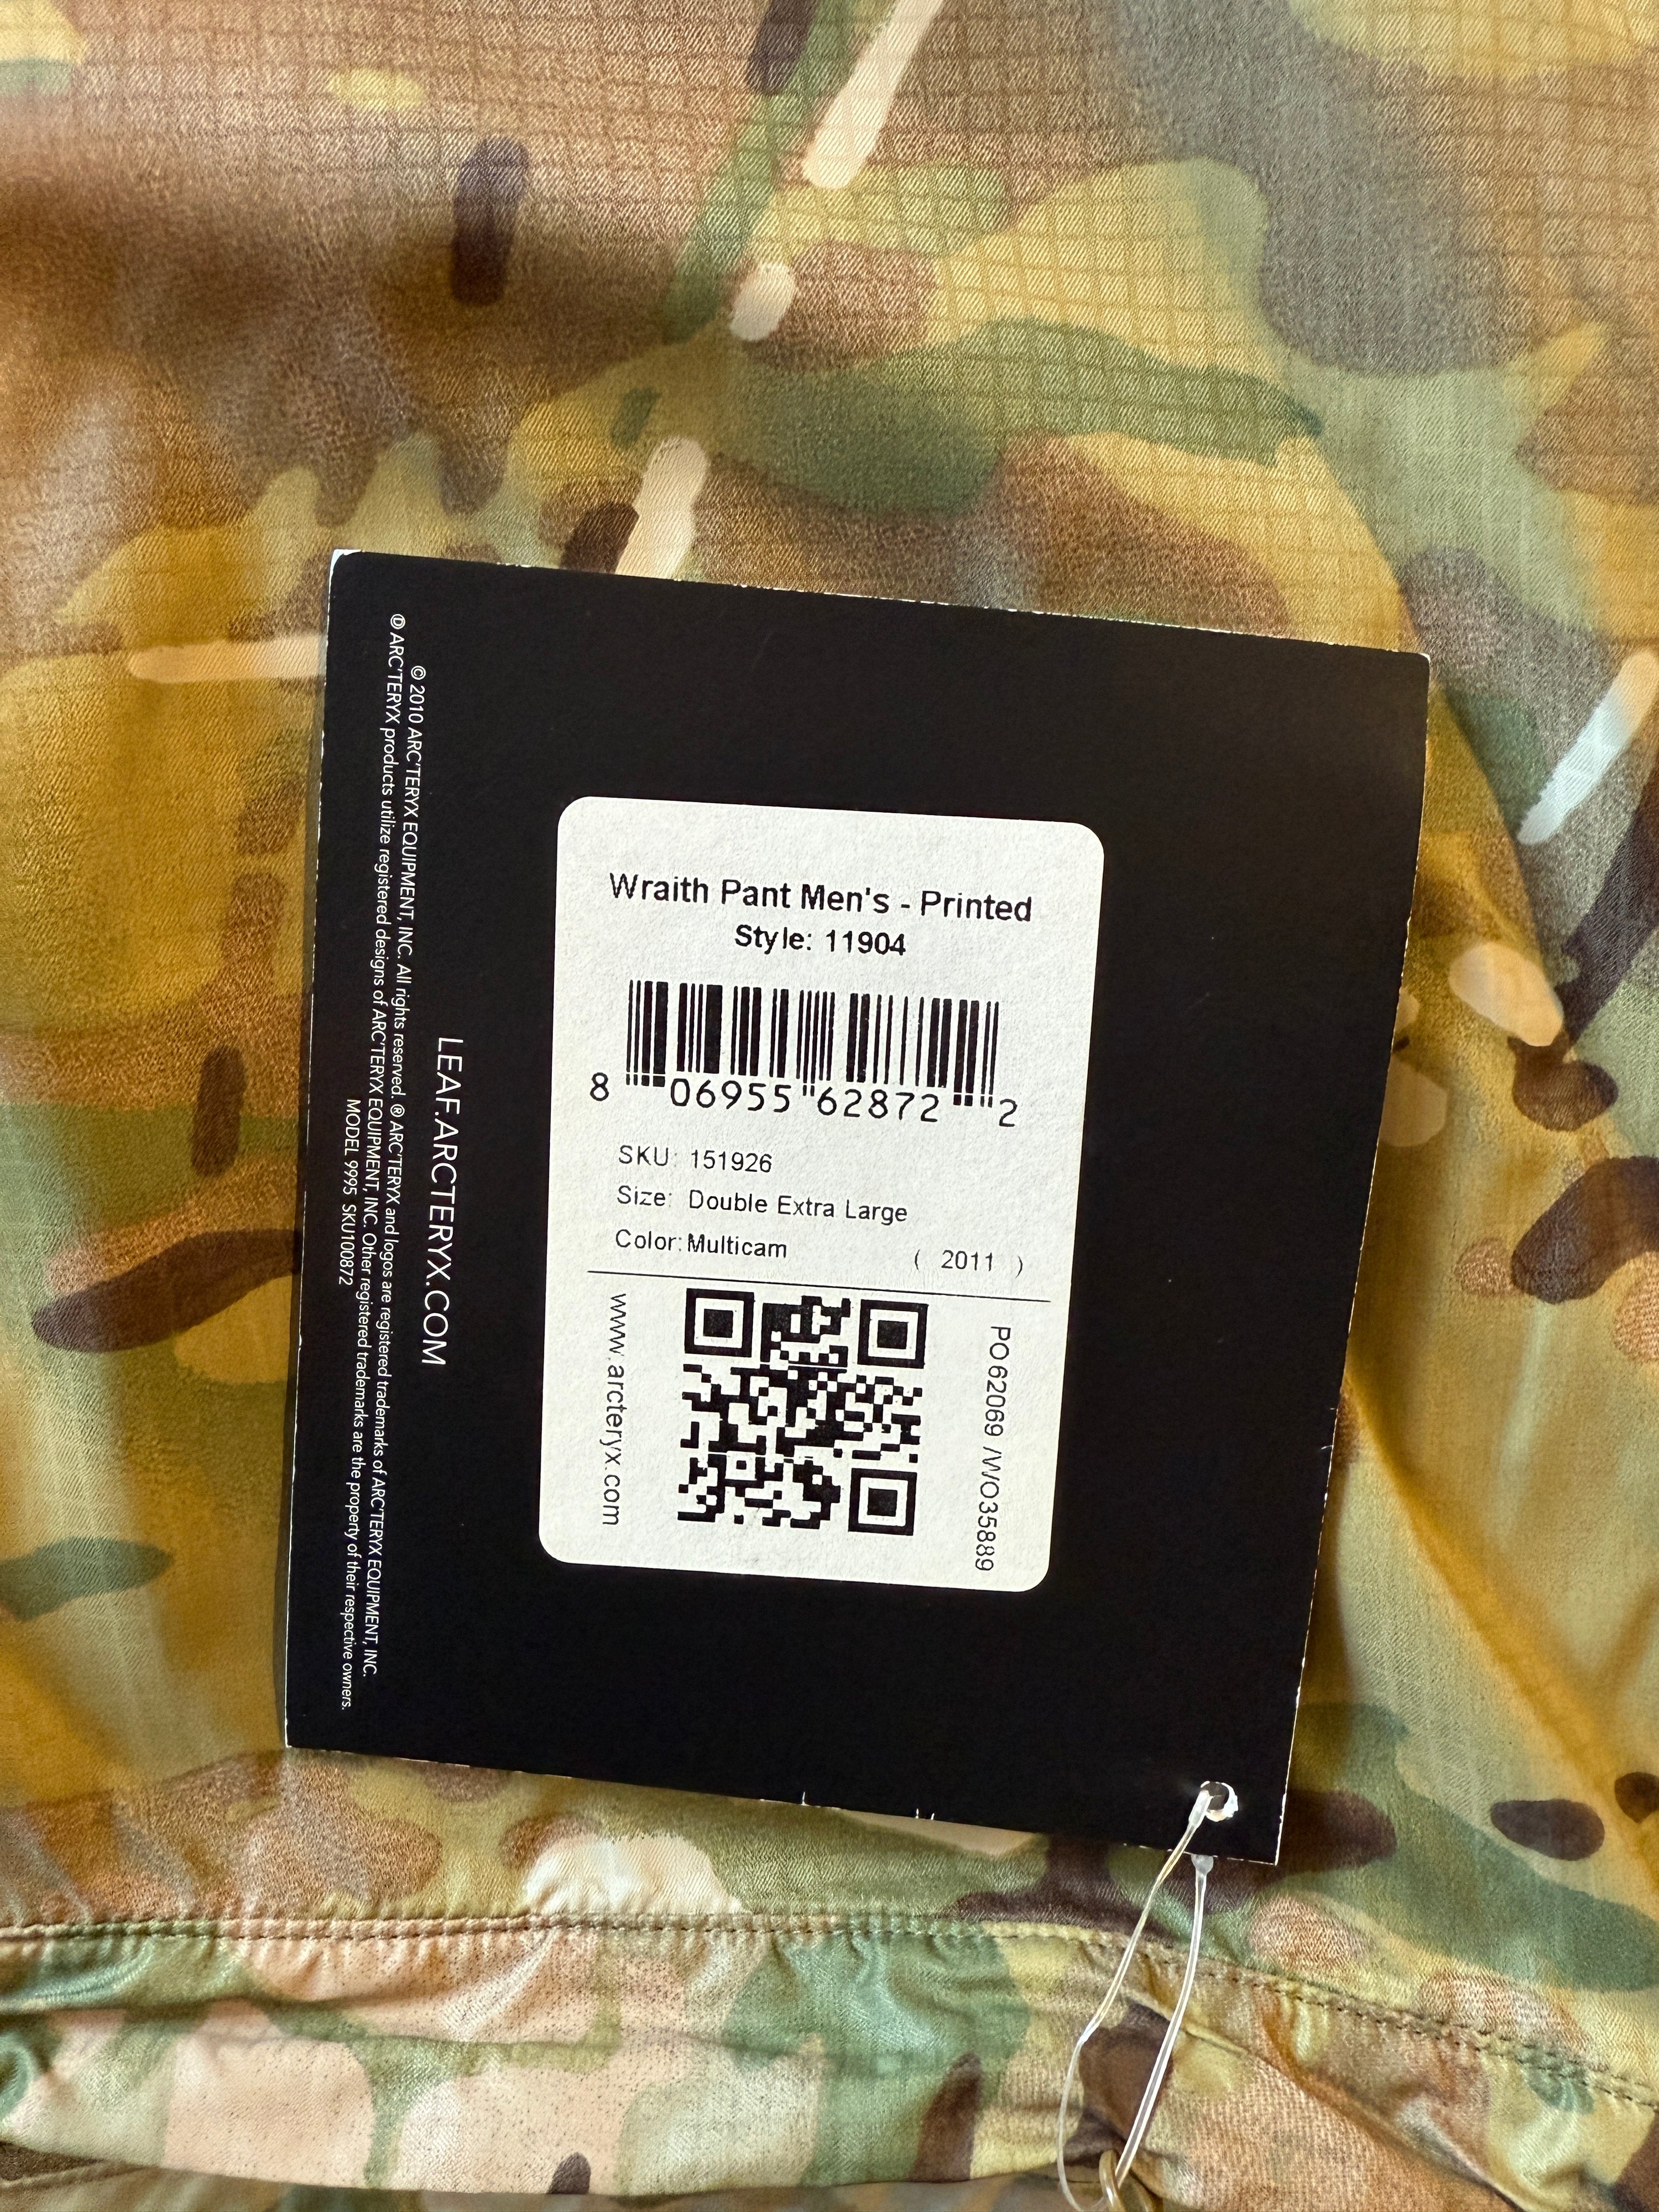 Wraith Pant Men's - Printed
Style: 11904
8 06955 62872 2
SKU: 151926
Size: Double Extra Large
Color: Multicam ( 2011 )
www.arcteryx.com
PO62069 /WO35889
LEAF.ARCTERYX.COM
© 2010 ARC'TERYX EQUIPMENT, INC. All rights reserved. ® ARC'TERYX and logos are registered trademarks of ARC'TERYX EQUIPMENT, INC.
Ⓓ ARC'TERYX products utilize registered designs of ARC'TERYX EQUIPMENT, INC. Other registered trademarks are the property of their respective owners.
MODEL 9995 SKU100872